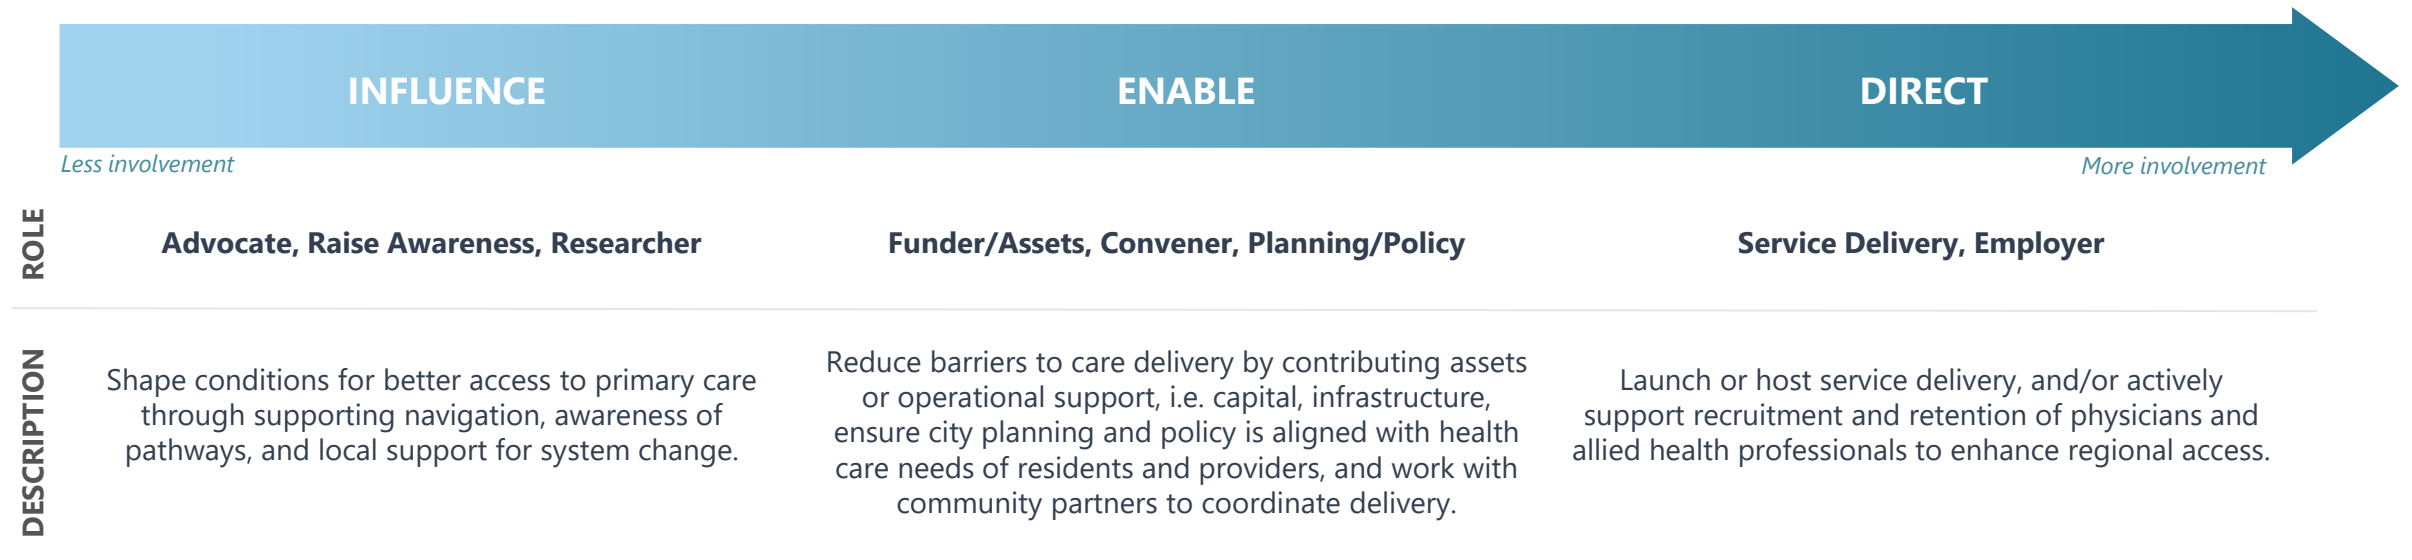 INFLUENCE
ENABLE
DIRECT
Less involvement
More involvement
ROLE
Advocate, Raise Awareness, Researcher
Funder/Assets, Convener, Planning/Policy
Service Delivery, Employer
DESCRIPTION
Shape conditions for better access to primary care
through supporting navigation, awareness of
pathways, and local support for system change.
Reduce barriers to care delivery by contributing assets
or operational support, i.e. capital, infrastructure,
ensure city planning and policy is aligned with health
care needs of residents and providers, and work with
community partners to coordinate delivery.
Launch or host service delivery, and/or actively
support recruitment and retention of physicians and
allied health professionals to enhance regional access.